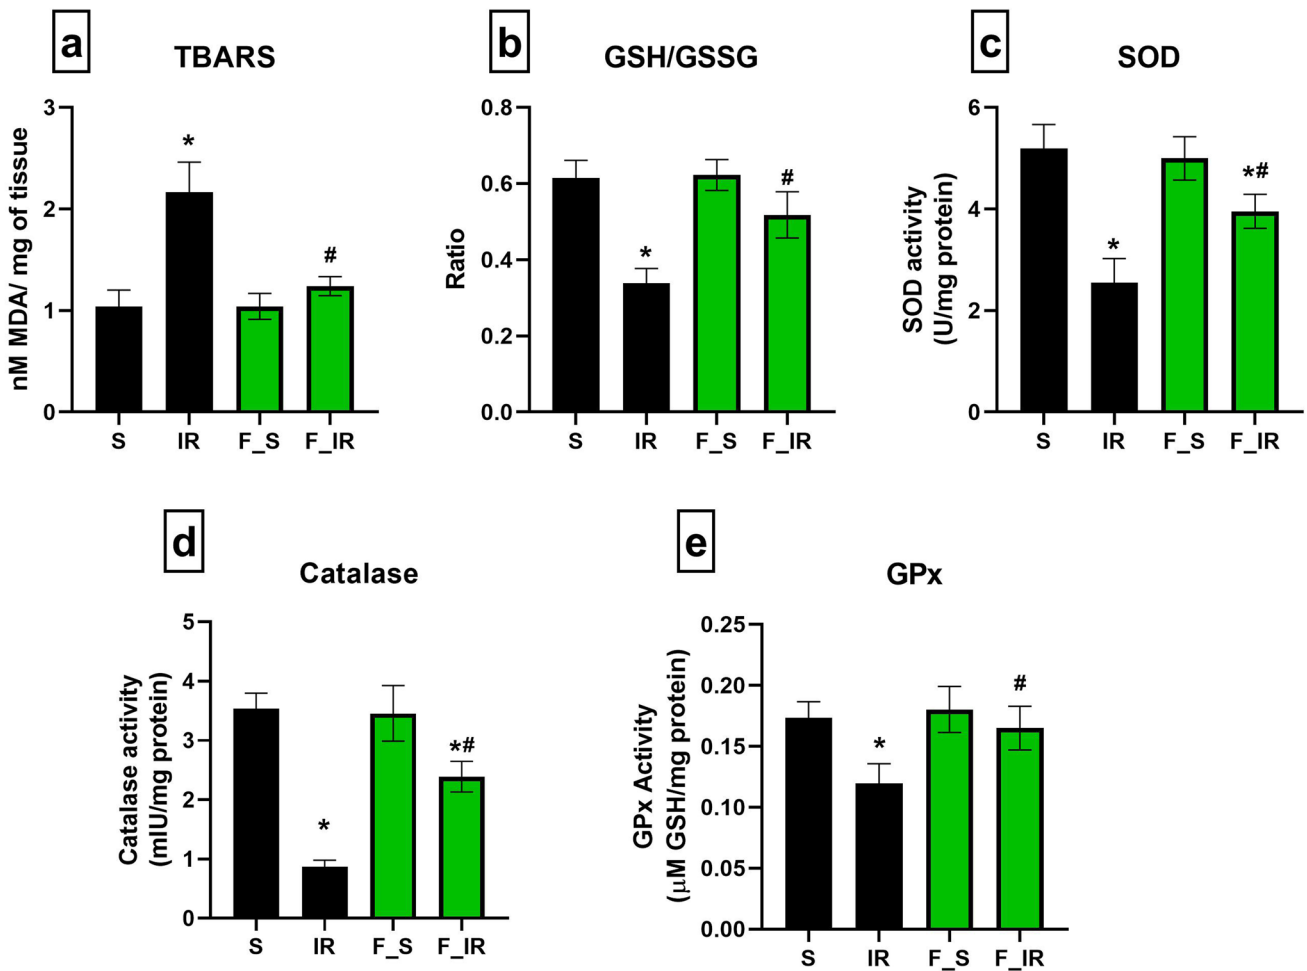 a
TBARS
nM MDA/ mg of tissue
3
2
1
0
*
#
S IR F_S F_IR
b
GSH/GSSG
Ratio
0.8
0.6
0.4
0.2
0.0
*
#
S IR F_S F_IR
c
SOD
SOD activity
(U/mg protein)
6
4
2
0
*
*#
S IR F_S F_IR
d
Catalase
Catalase activity
(mIU/mg protein)
5
4
3
2
1
0
*
*#
S IR F_S F_IR
e
GPx
GPx Activity
(μM GSH/mg protein)
0.25
0.20
0.15
0.10
0.05
0.00
*
#
S IR F_S F_IR